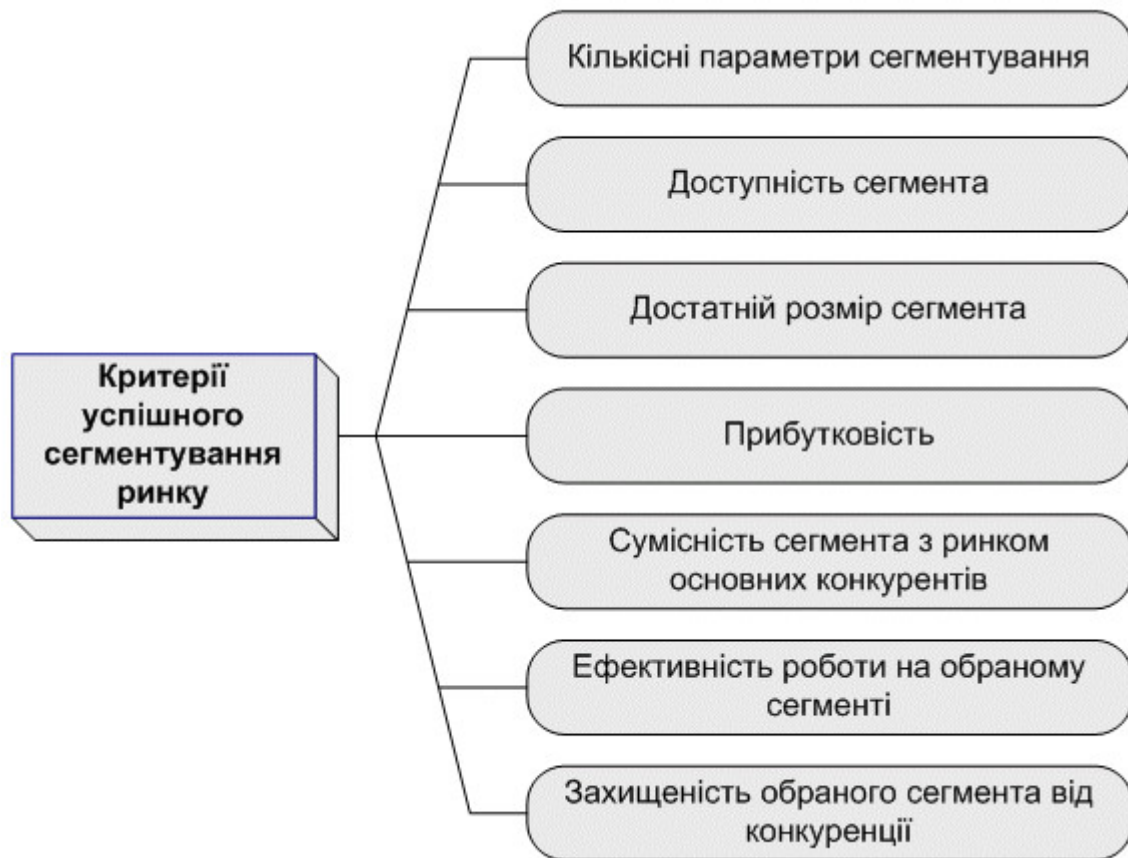 Критерії
успішного
сегментування
ринку
Кількісні параметри сегментування
Доступність сегмента
Достатній розмір сегмента
Прибутковість
Сумісність сегмента з ринком
основних конкурентів
Ефективність роботи на обраному
сегменті
Захищеність обраного сегмента від
конкуренції